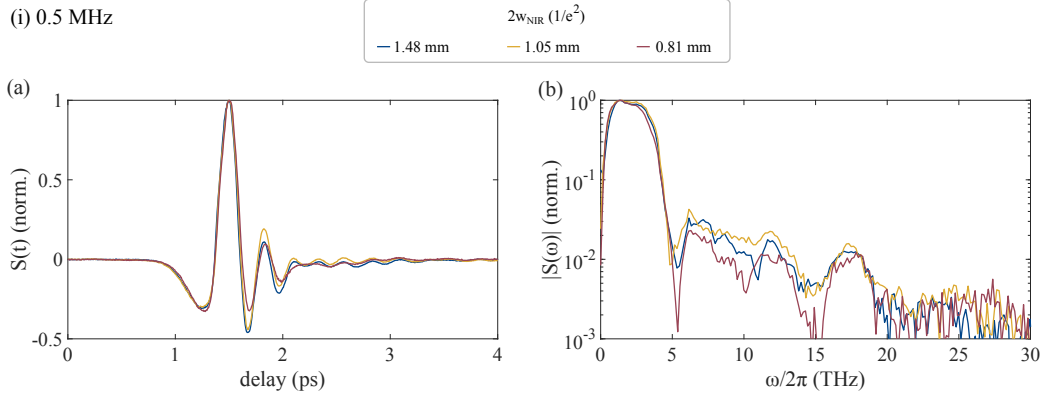 (i) 0.5 MHz
2w_NIR (1/e^2)
1.48 mm 1.05 mm 0.81 mm
(a)
S(t) (norm.)
1
0.5
0
-0.5
0 1 2 3 4
delay (ps)
(b)
|S(ω)| (norm.)
10^0
10^-1
10^-2
10^-3
0 5 10 15 20 25 30
ω/2π (THz)